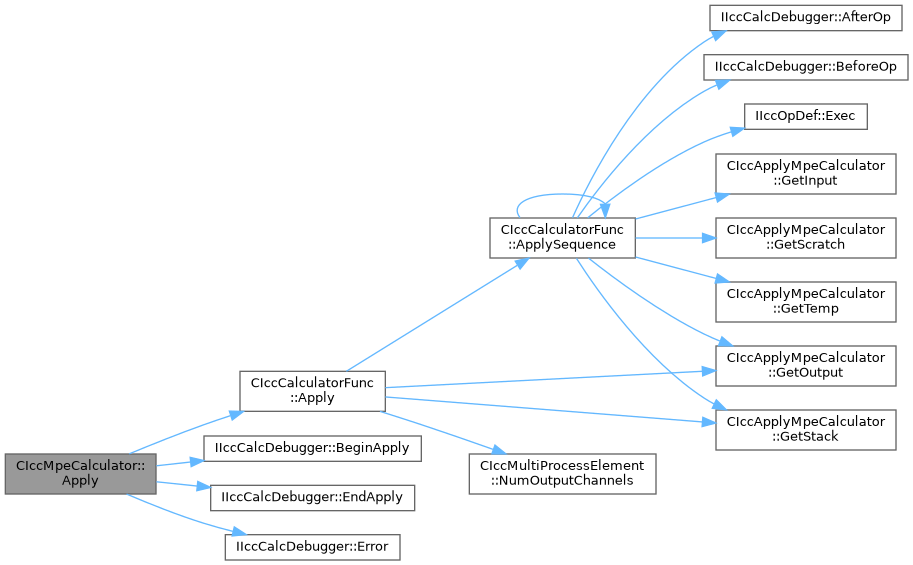 IIccCalcDebugger::AfterOp
IIccCalcDebugger::BeforeOp
IIccOpDef::Exec
CIccApplyMpeCalculator
::GetInput
CIccCalculatorFunc
::ApplySequence
CIccApplyMpeCalculator
::GetScratch
CIccApplyMpeCalculator
::GetTemp
CIccApplyMpeCalculator
::GetOutput
CIccCalculatorFunc
::Apply
CIccApplyMpeCalculator
::GetStack
IIccCalcDebugger::BeginApply
CIccMpeCalculator::
Apply
CIccMultiProcessElement
::NumOutputChannels
IIccCalcDebugger::EndApply
IIccCalcDebugger::Error